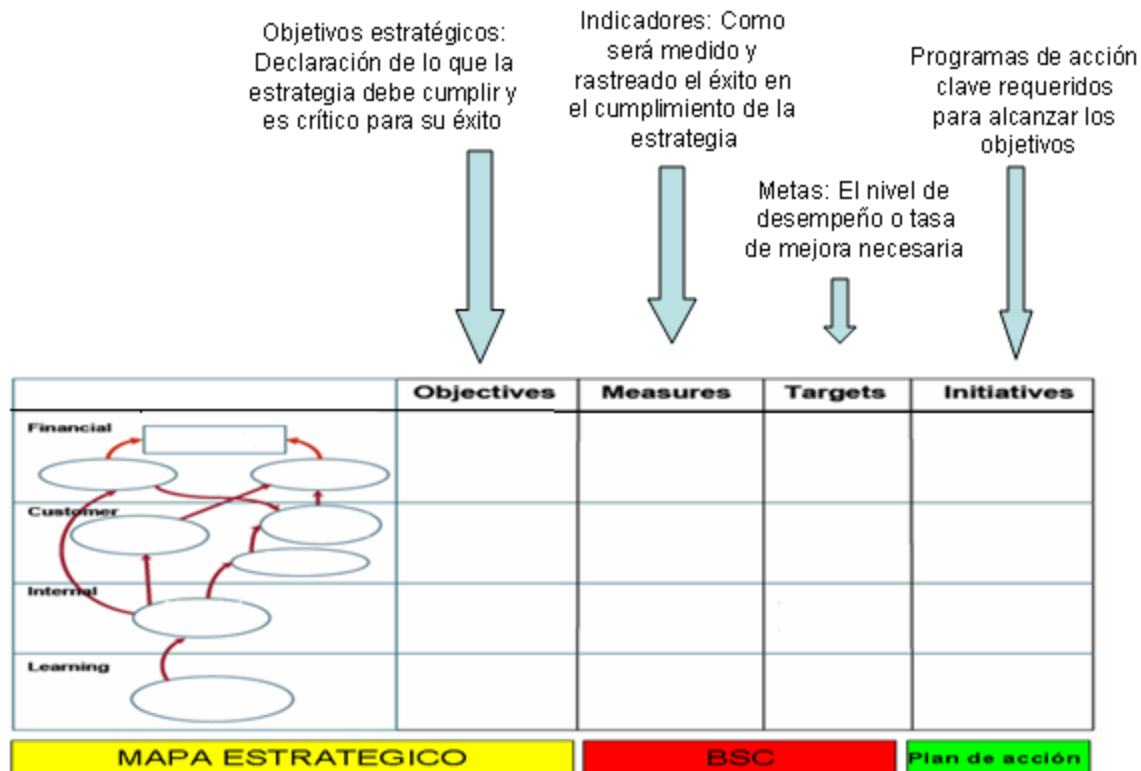 Objetivos estratégicos:
Declaración de lo que la
estrategia debe cumplir y
es crítico para su éxito
Indicadores: Como
será medido y
rastreado el éxito en
el cumplimiento de la
estrategia
Metas: El nivel de
desempeño o tasa
de mejora necesaria
Programas de acción
clave requeridos
para alcanzar los
objetivos
Objectives Measures Targets Initiatives
Financial
Customer
Internal
Learning
MAPA ESTRATEGICO BSC Plan de acción